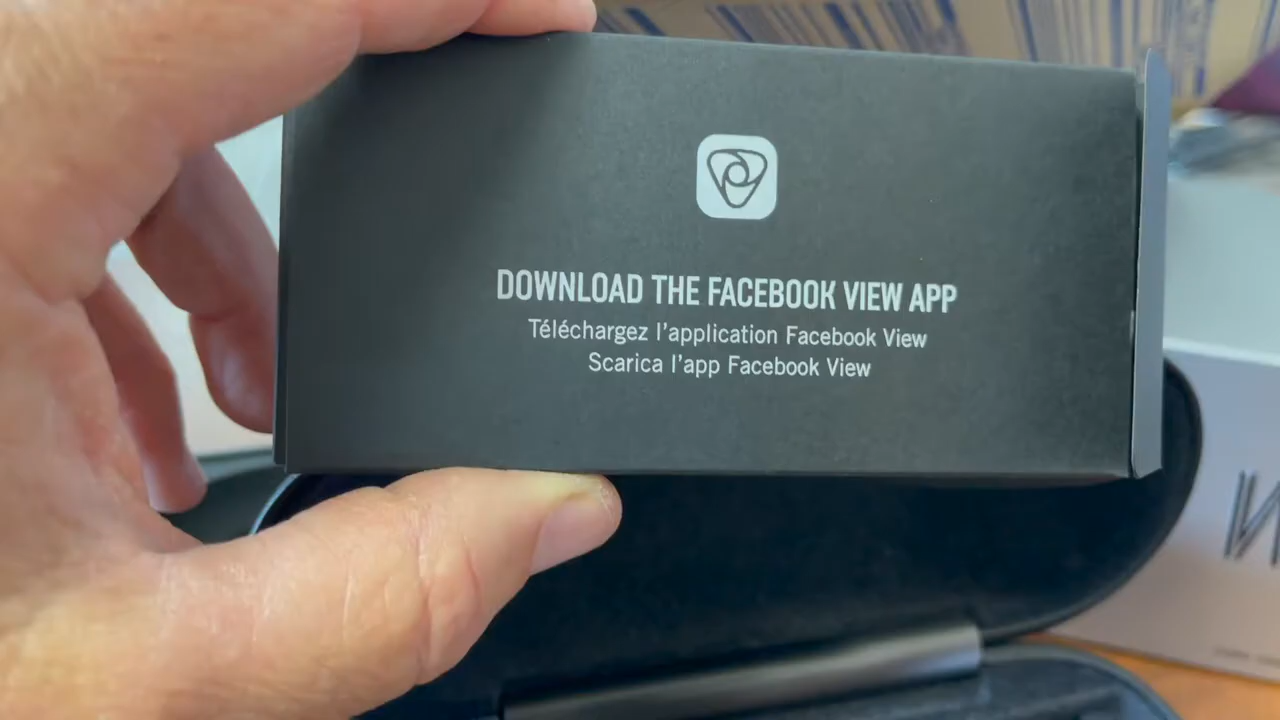 DOWNLOAD THE FACEBOOK VIEW APP
Téléchargez l'application Facebook View
Scarica l'app Facebook View